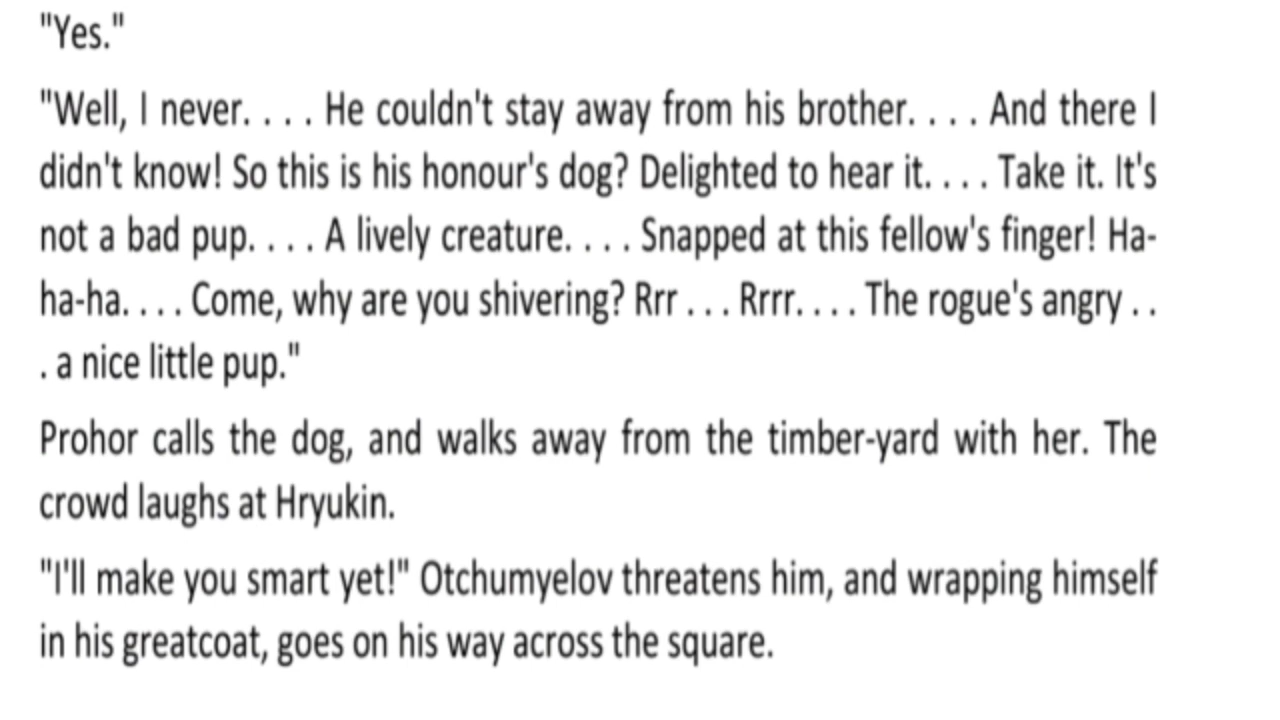 "Yes."
"Well, I never. . . . He couldn't stay away from his brother. . . . And there I
didn't know! So this is his honour's dog? Delighted to hear it. . . . Take it. It's
not a bad pup. . . . A lively creature. . . . Snapped at this fellow's finger! Ha-
ha-ha. . . . Come, why are you shivering? Rrr . . . Rrrr. . . . The rogue's angry . .
. a nice little pup."
Prohor calls the dog, and walks away from the timber-yard with her. The
crowd laughs at Hryukin.
"I'll make you smart yet!" Otchumyelov threatens him, and wrapping himself
in his greatcoat, goes on his way across the square.